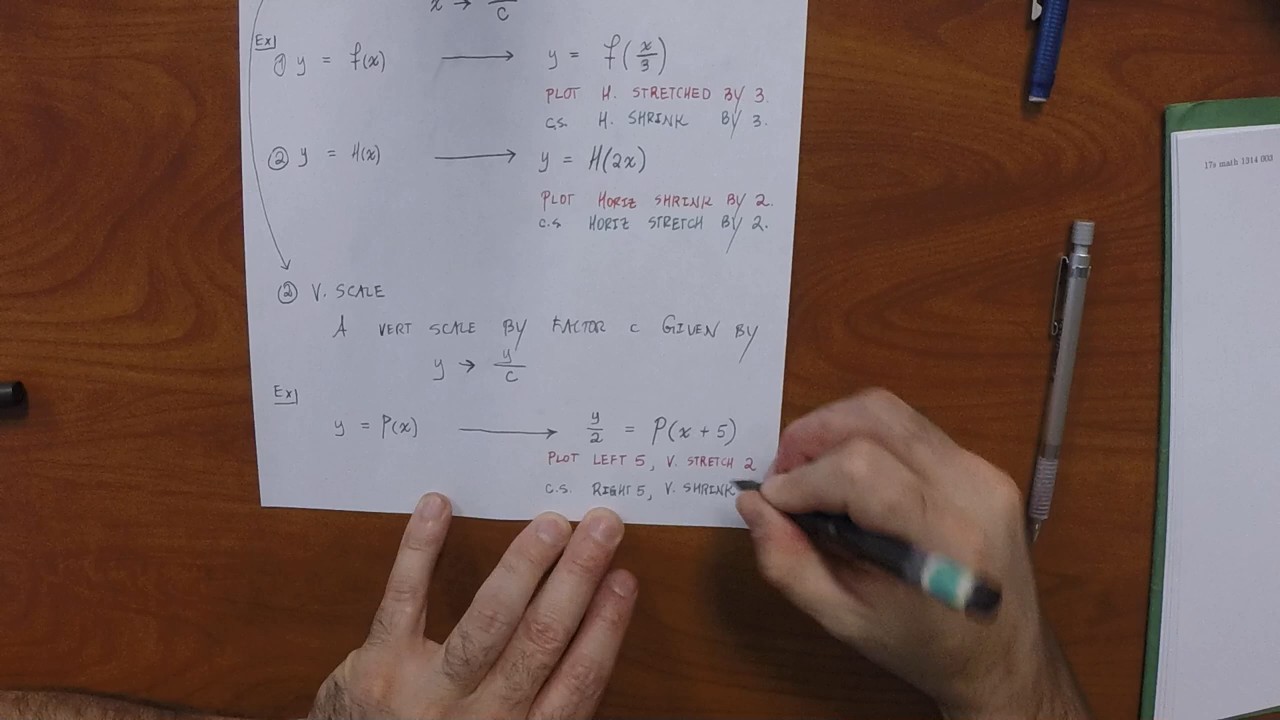 x → /C
Ex]
① y = f(x) → y = f(x/3)
PLOT H. STRETCHED BY 3.
C.S. H. SHRINK BY 3.
② y = H(x) → y = H(2x)
PLOT HORIZ SHRINK BY 2.
C.S. HORIZ STRETCH BY 2.
② V. SCALE
A VERT SCALE BY FACTOR C GIVEN BY
y → y/C
Ex]
y = P(x) → y/2 = P(x + 5)
PLOT LEFT 5, V. STRETCH 2
C.S. RIGHT 5, V. SHRINK
17s math 1314 003